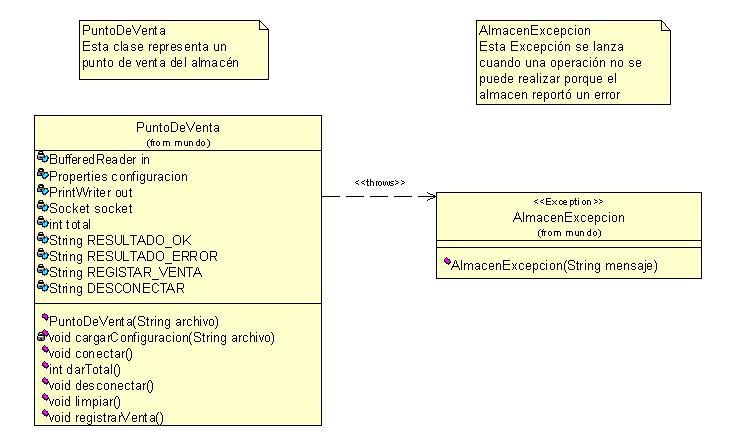 PuntoDeVenta
Esta clase representa un
punto de venta del almacén
AlmacenExcepcion
Esta Excepción se lanza
cuando una operación no se
puede realizar porque el
almacen reportó un error
PuntoDeVenta
(from mundo)
BufferedReader in
Properties configuracion
PrintWriter out
Socket socket
int total
String RESULTADO_OK
String RESULTADO_ERROR
String REGISTAR_VENTA
String DESCONECTAR
PuntoDeVenta(String archivo)
void cargarConfiguracion(String archivo)
void conectar()
int darTotal()
void desconectar()
void limpiar()
void registrarVenta()
<<throws>>
<<Exception>>
AlmacenExcepcion
(from mundo)
AlmacenExcepcion(String mensaje)